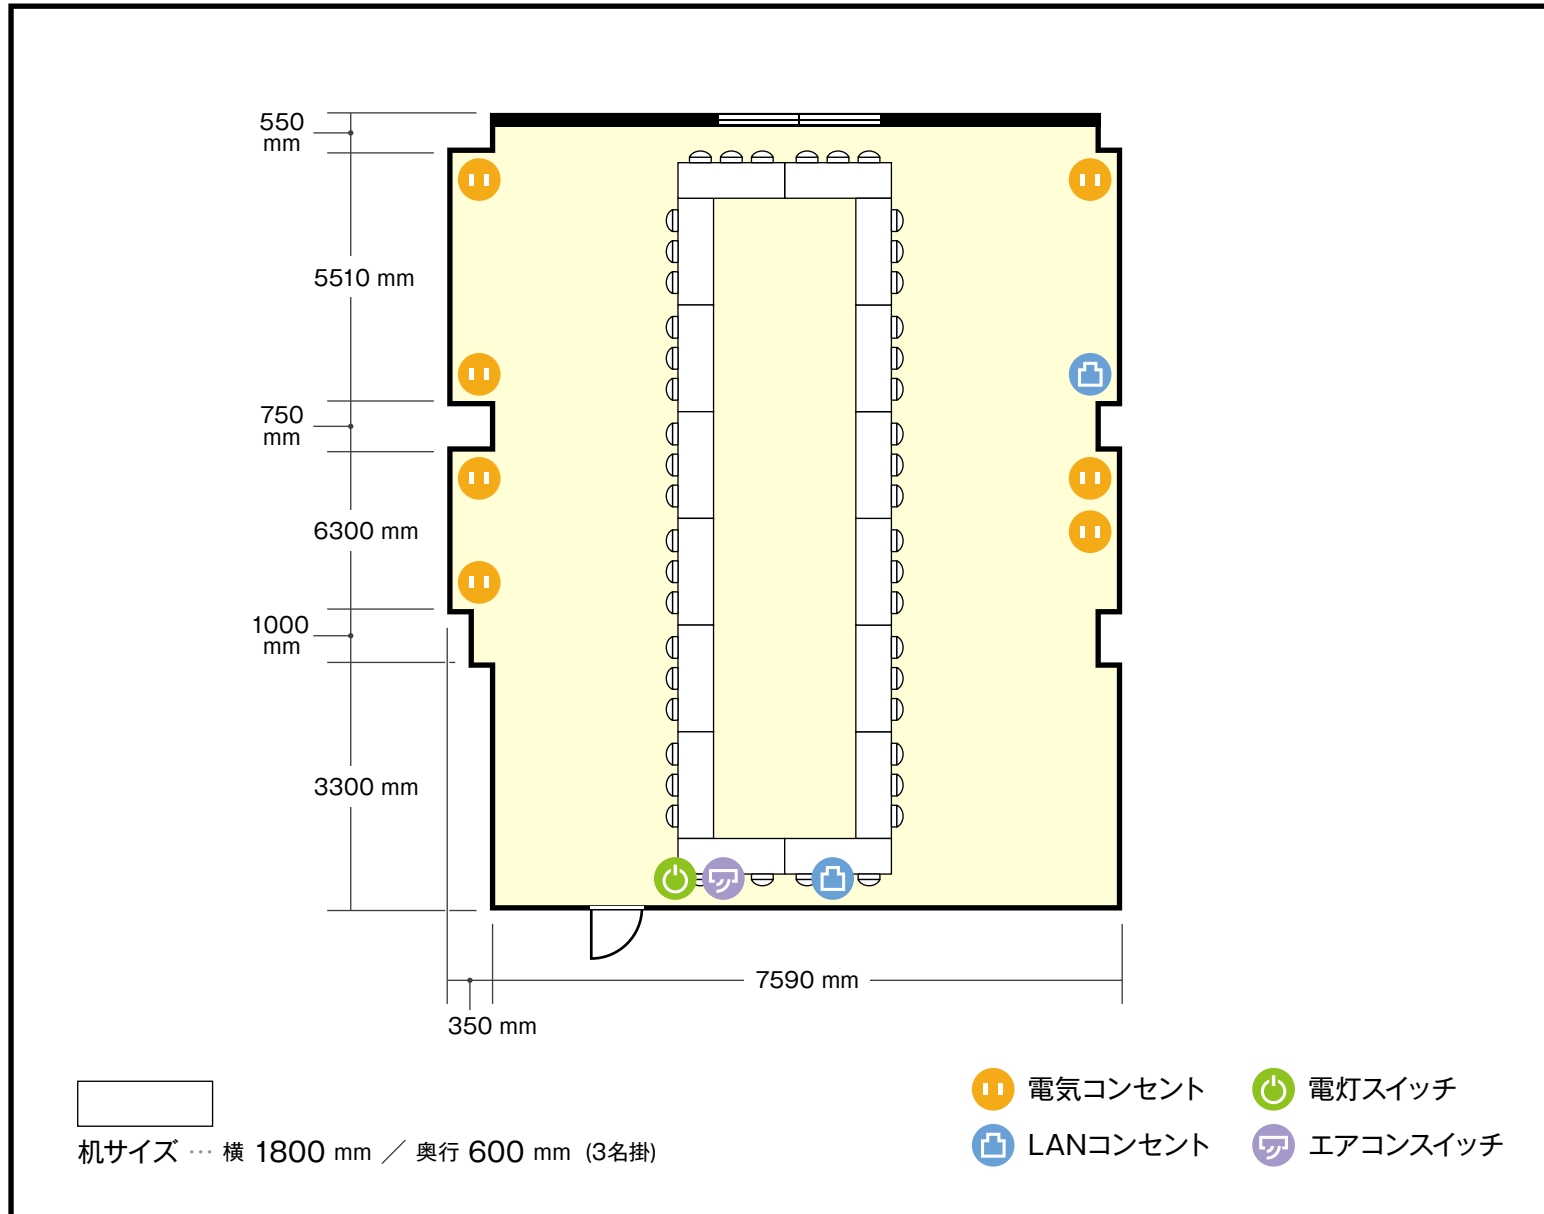 550
mm
5510 mm
750
mm
6300 mm
1000
mm
3300 mm
7590 mm
350 mm
机サイズ … 横 1800 mm ／ 奥行 600 mm (3名掛)
電気コンセント
電灯スイッチ
LANコンセント
エアコンスイッチ